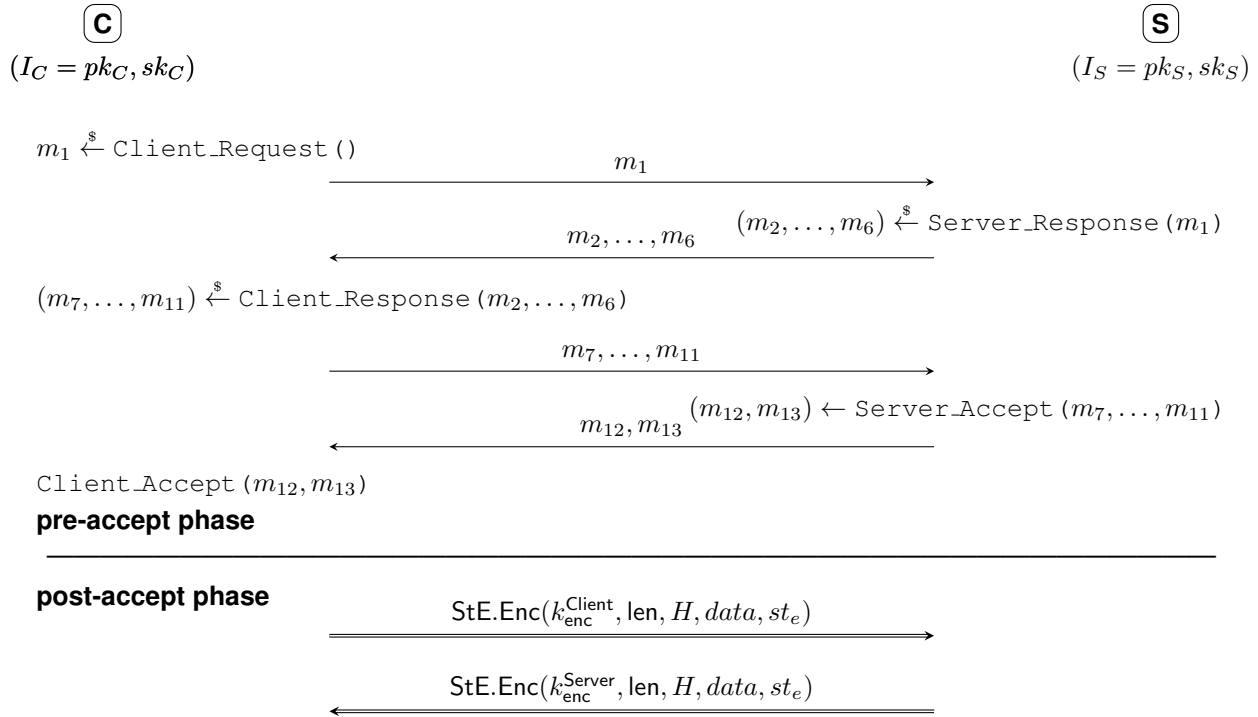 C S
(I_C = pk_C, sk_C) (I_S = pk_S, sk_S)
m_1 ←$ Client_Request()
m_1
(m_2, . . . , m_6) ←$ Server_Response(m_1)
m_2, . . . , m_6
(m_7, . . . , m_11) ←$ Client_Response(m_2, . . . , m_6)
m_7, . . . , m_11
(m_12, m_13) ← Server_Accept(m_7, . . . , m_11)
m_12, m_13
Client_Accept(m_12, m_13)
pre-accept phase
post-accept phase
StE.Enc(k_enc^Client, len, H, data, st_e)
StE.Enc(k_enc^Server, len, H, data, st_e)